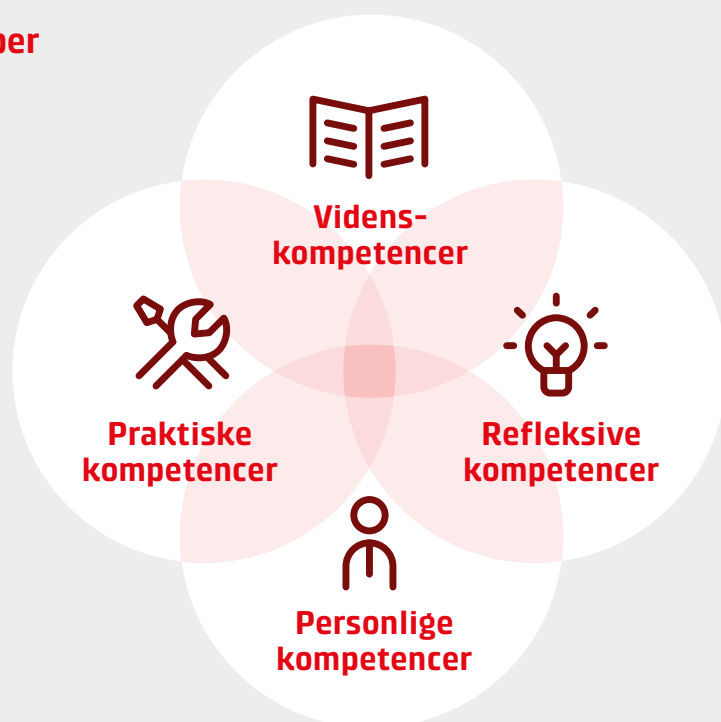 ber
Videns-
kompetencer
Praktiske
kompetencer
Refleksive
kompetencer
Personlige
kompetencer